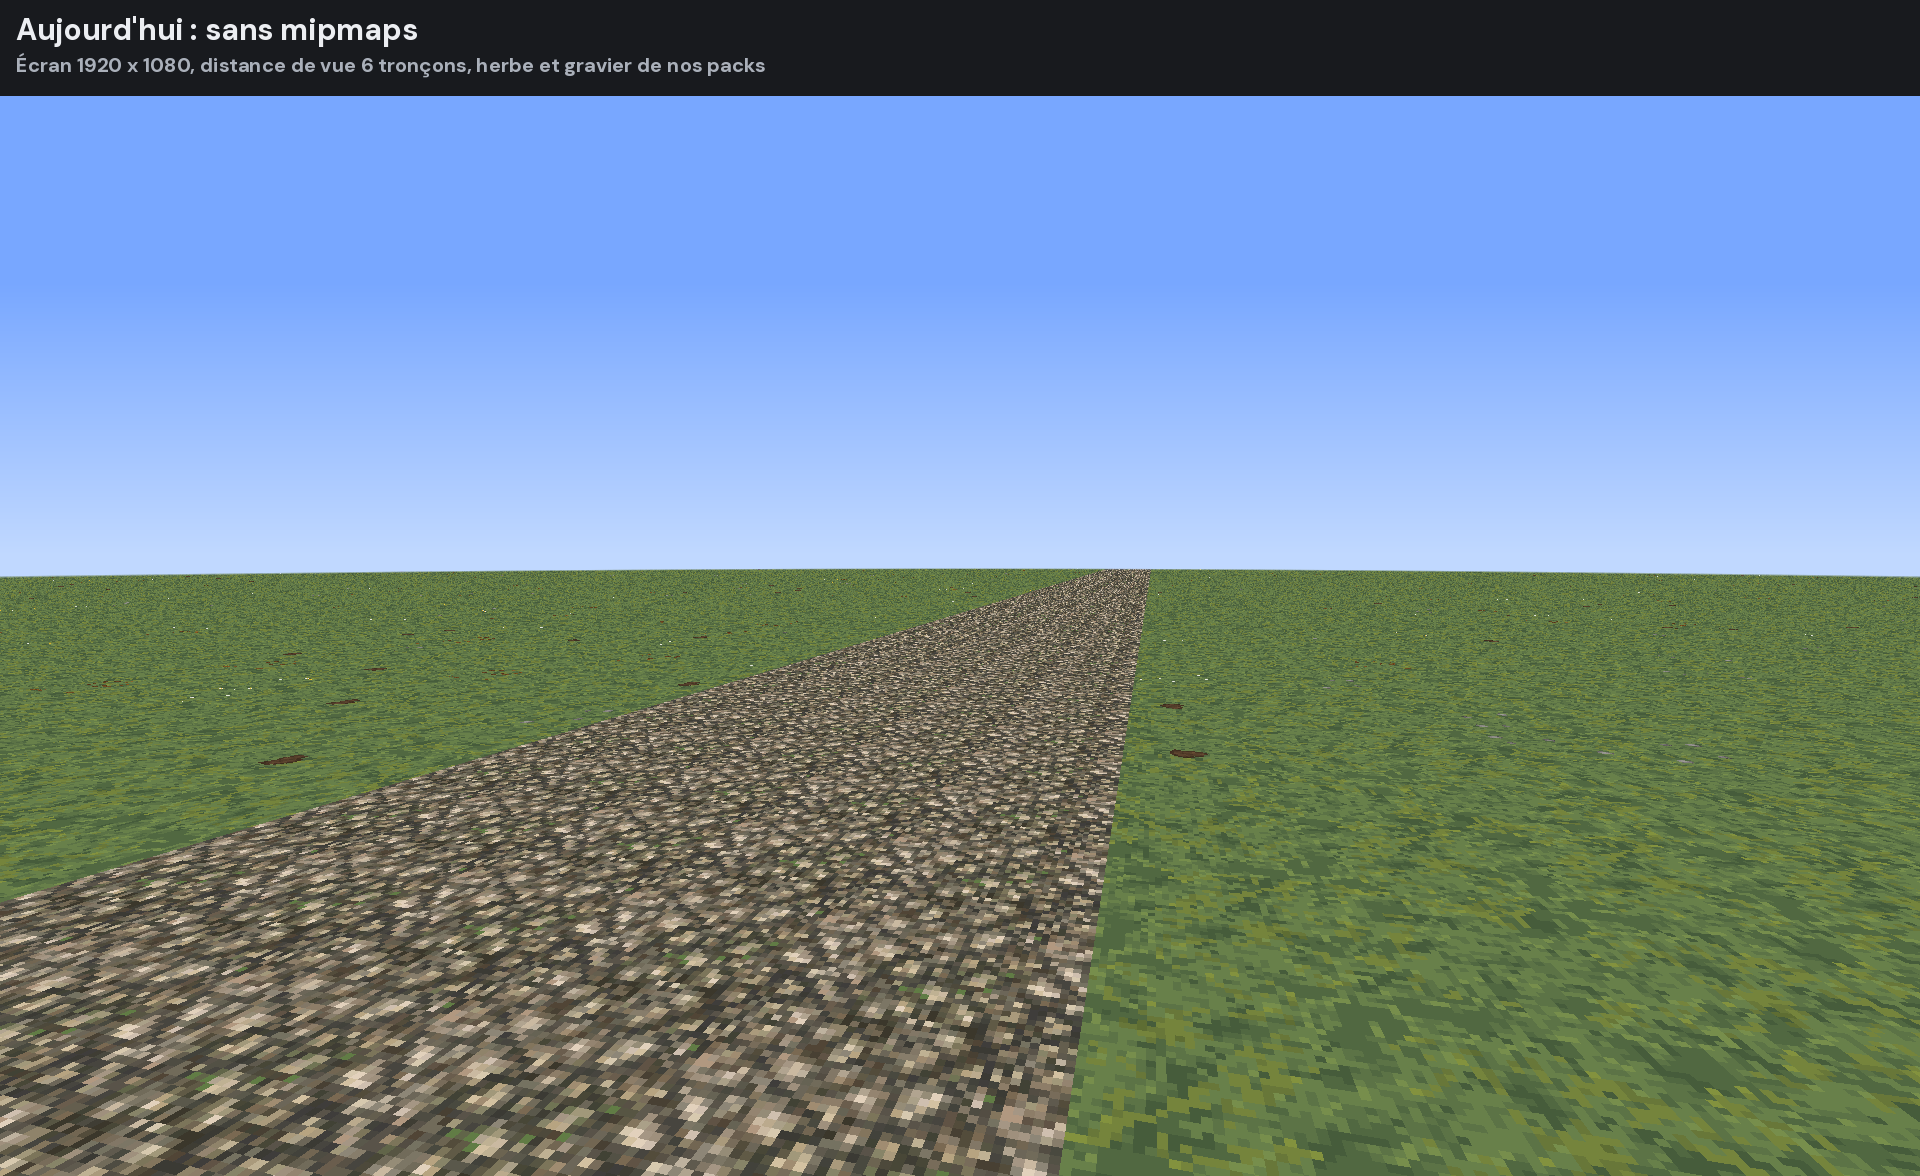 Aujourd'hui : sans mipmaps
Écran 1920 x 1080, distance de vue 6 tronçons, herbe et gravier de nos packs